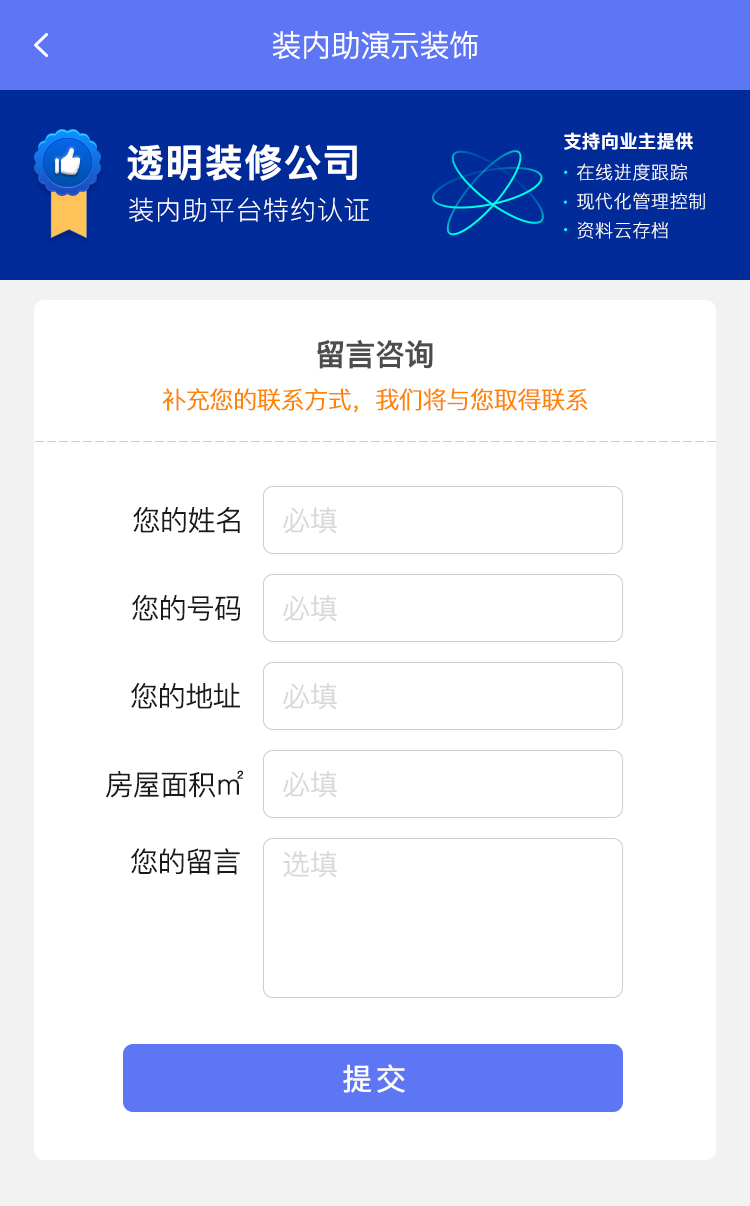 装内助演示装饰
透明装修公司
装内助平台特约认证
支持向业主提供
· 在线进度跟踪
· 现代化管理控制
· 资料云存档
留言咨询
补充您的联系方式，我们将与您取得联系
您的姓名 必填
您的号码 必填
您的地址 必填
房屋面积㎡ 必填
您的留言 选填
提交